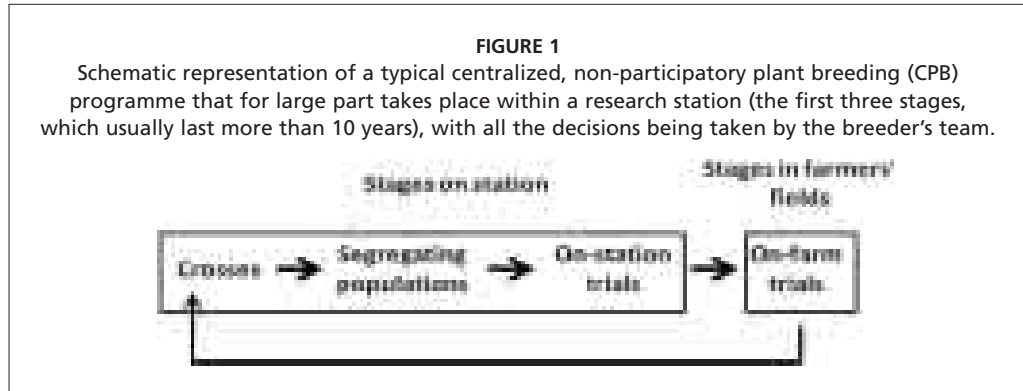 FIGURE 1
Schematic representation of a typical centralized, non-participatory plant breeding (CPB)
programme that for large part takes place within a research station (the first three stages,
which usually last more than 10 years), with all the decisions being taken by the breeder’s team.
Stages on station
Stages in farmers'
fields
Crosses
Segregating
populations
On-station
trials
On-farm
trials